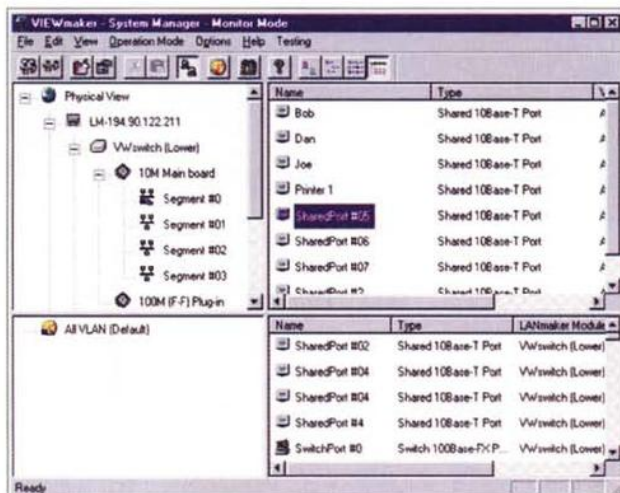 VIEWmaker - System Manager - Monitor Mode
File Edit View Operation Mode Options Help Testing
Physical View
LM-194.90.122.211
VWswitch (Lower)
10M Main board
Segment #0
Segment #01
Segment #02
Segment #03
100M (F-F) Plug-in
Name Type V
Bob Shared 10Base-T Port A
Dan Shared 10Base-T Port A
Joe Shared 10Base-T Port A
Printer 1 Shared 10Base-T Port A
SharedPort #05 Shared 10Base-T Port A
SharedPort #06 Shared 10Base-T Port A
SharedPort #07 Shared 10Base-T Port A
SharedPort #2 Shared 10Base-T Port A
All VLAN (Default)
Name Type LANmaker Module
SharedPort #02 Shared 10Base-T Port VWswitch (Lower)
SharedPort #04 Shared 10Base-T Port VWswitch (Lower)
SharedPort #04 Shared 10Base-T Port VWswitch (Lower)
SharedPort #4 Shared 10Base-T Port VWswitch (Lower)
SwitchPort #0 Switch 100Base-FX P... VWswitch (Lower)
Ready